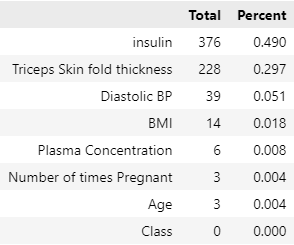 Total Percent
insulin 376 0.490
Triceps Skin fold thickness 228 0.297
Diastolic BP 39 0.051
BMI 14 0.018
Plasma Concentration 6 0.008
Number of times Pregnant 3 0.004
Age 3 0.004
Class 0 0.000